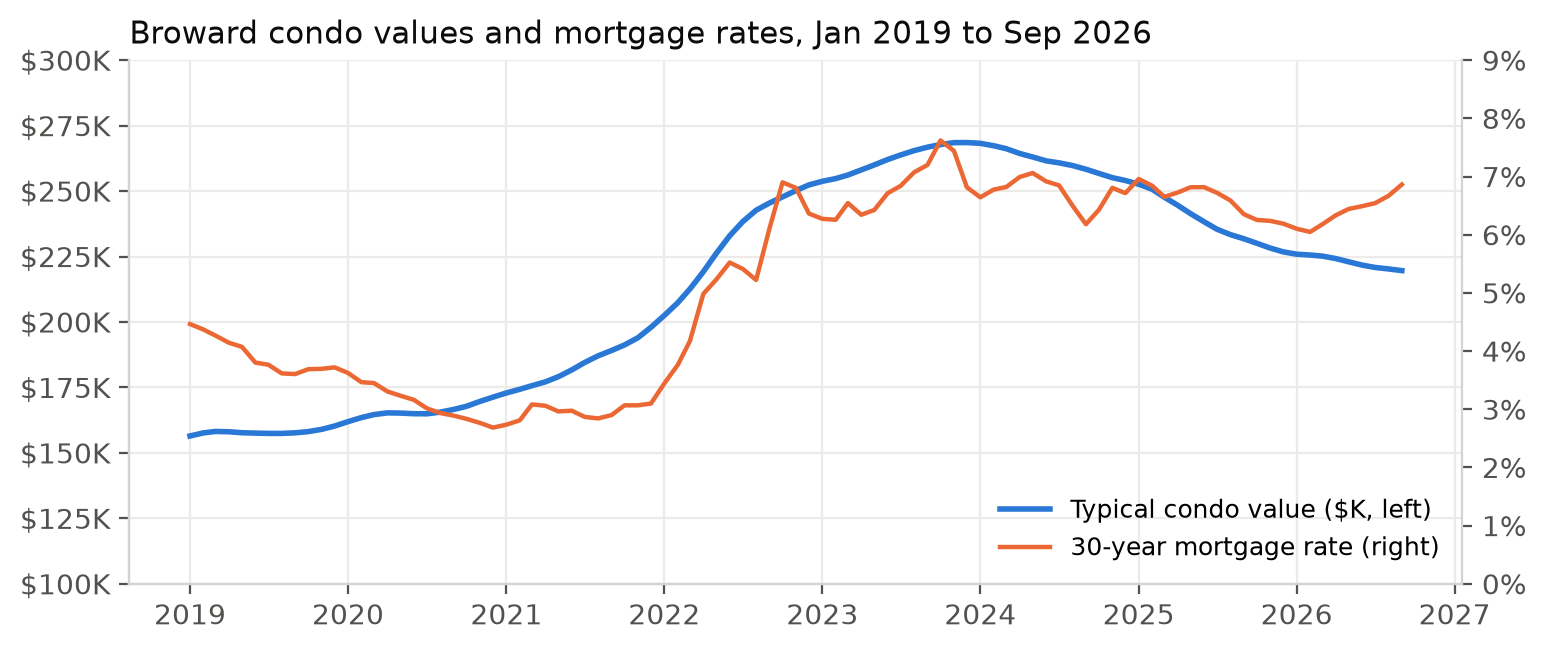 Broward condo values and mortgage rates, Jan 2019 to Sep 2026
$300K
$275K
$250K
$225K
$200K
$175K
$150K
$125K
$100K
9%
8%
7%
6%
5%
4%
3%
2%
1%
0%
Typical condo value ($K, left)
30-year mortgage rate (right)
2019 2020 2021 2022 2023 2024 2025 2026 2027